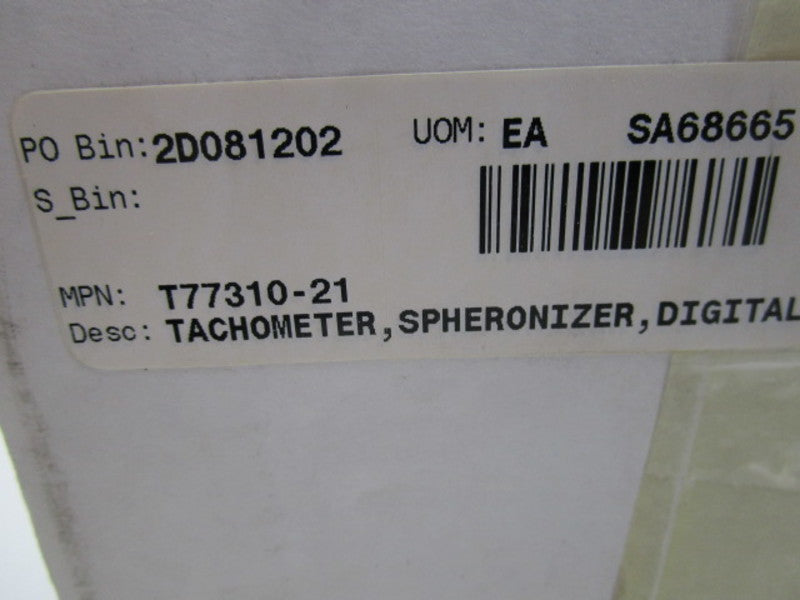 PO Bin: 2D081202 UOM: EA SA68665
S_Bin:
MPN: T77310-21
Desc: TACHOMETER,SPHERONIZER,DIGITAL